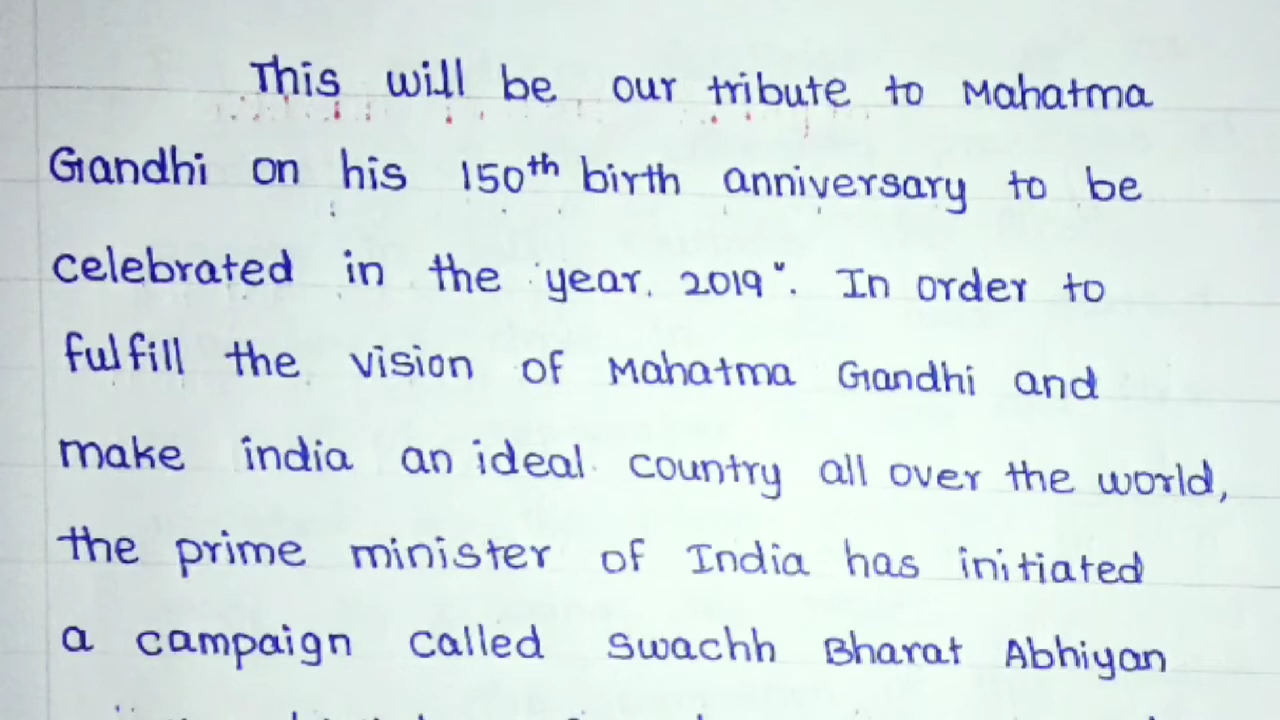 This will be our tribute to Mahatma
Gandhi on his 150th birth anniversary to be
celebrated in the year. 2019". In order to
fulfill the vision of Mahatma Gandhi and
make india an ideal country all over the world,
the prime minister of India has initiated
a campaign called Swachh Bharat Abhiyan